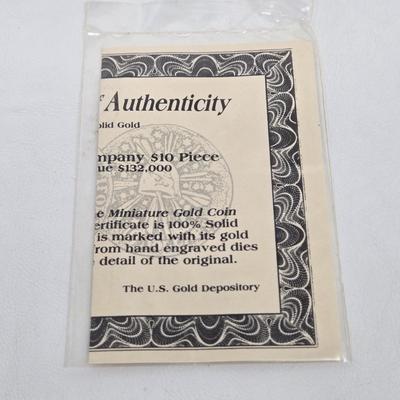 f Authenticity
olid Gold
mpany $10 Piece
ue $132,000
e Miniature Gold Coin
ertificate is 100% Solid
is marked with its gold
rom hand engraved dies
e detail of the original.
The U.S. Gold Depository